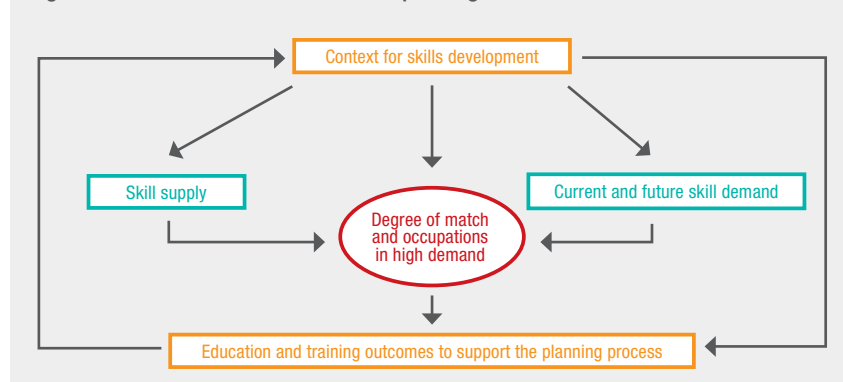 Context for skills development
Skill supply
Current and future skill demand
Degree of match
and occupations
in high demand
Education and training outcomes to support the planning process